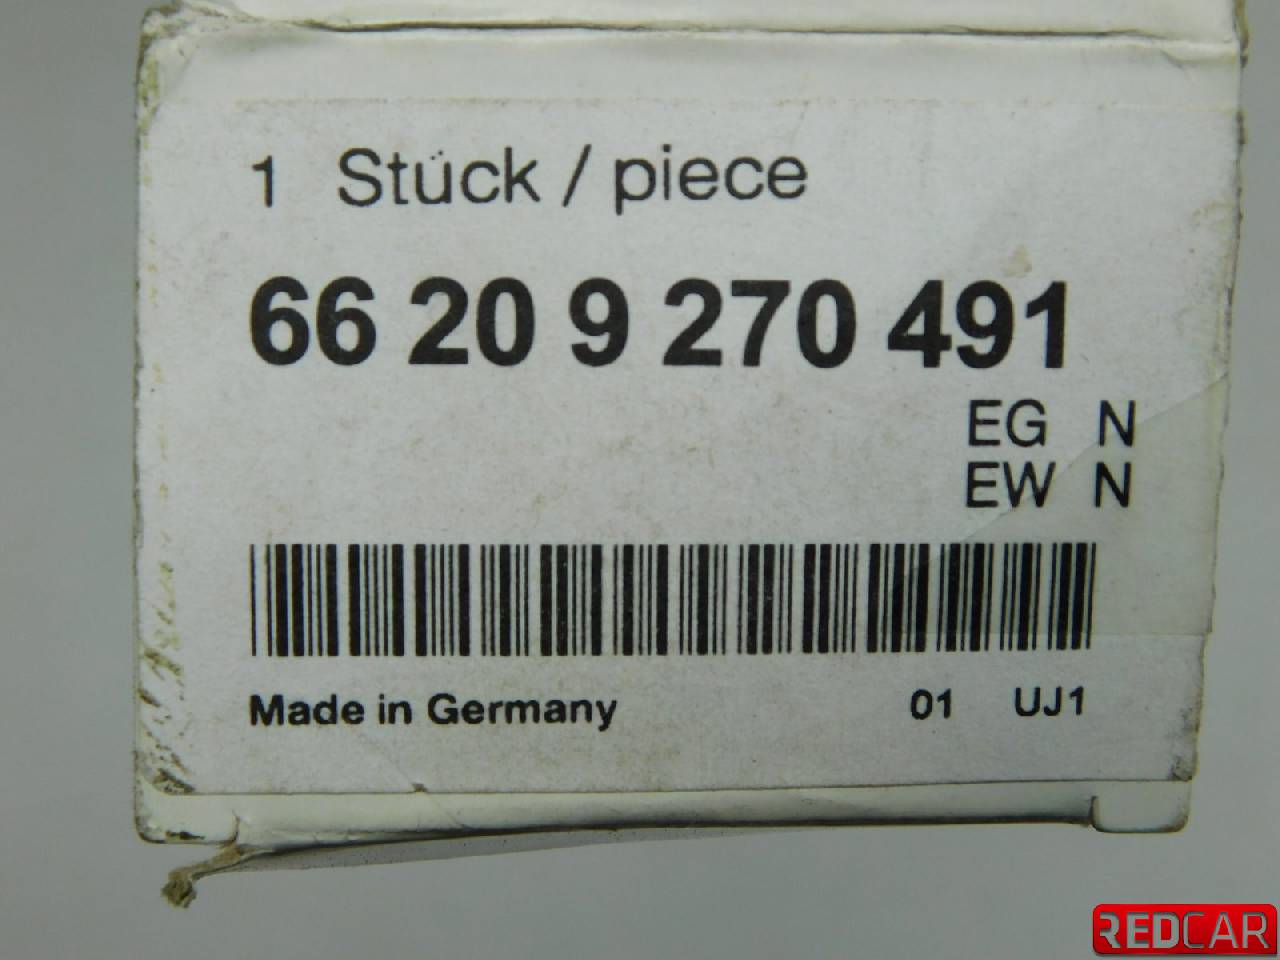 1 Stück / piece
66 20 9 270 491
EG N
EW N
Made in Germany 01 UJ1
REDCAR